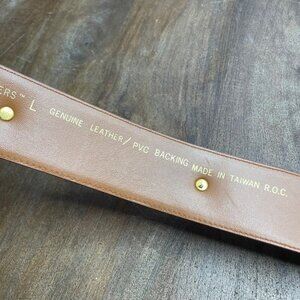 ERS™ L GENUINE LEATHER/PVC BACKING MADE IN TAIWAN R.O.C.